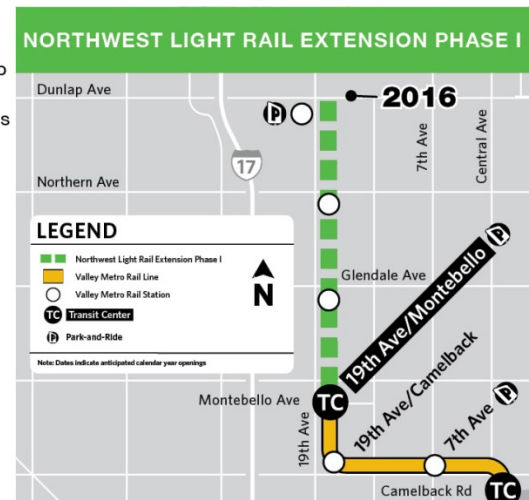 NORTHWEST LIGHT RAIL EXTENSION PHASE I
Dunlap Ave
2016
P
17
7th Ave
Central Ave
Northern Ave
LEGEND
Northwest Light Rail Extension Phase I
Valley Metro Rail Line
Valley Metro Rail Station
TC Transit Center
P Park-and-Ride
Note: Dates indicate anticipated calendar year openings
N
Glendale Ave
19th Ave/Montebello P
Montebello Ave
TC
19th Ave
19th Ave/Camelback
7th Ave P
Camelback Rd
TC